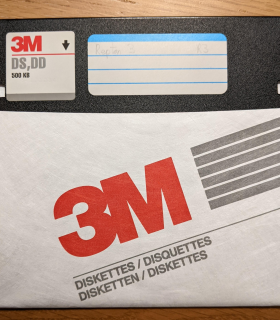 3M
DS,DD
500 KB
3M
DISKETTES / DISQUETTES
DISKETTEN / DISKETTES